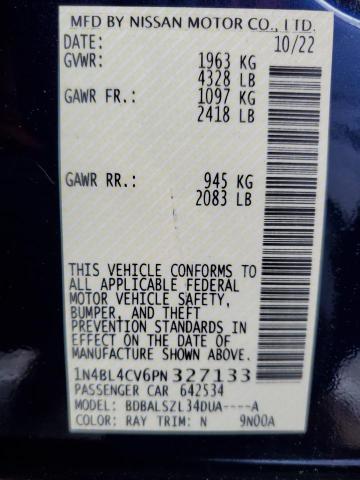 MFD BY NISSAN MOTOR CO., LTD.
DATE: 10/22
GVWR: 1963 KG
4328 LB
GAWR FR.: 1097 KG
2418 LB
GAWR RR.: 945 KG
2083 LB
THIS VEHICLE CONFORMS TO
ALL APPLICABLE FEDERAL
MOTOR VEHICLE SAFETY,
BUMPER, AND THEFT
PREVENTION STANDARDS IN
EFFECT ON THE DATE OF
MANUFACTURE SHOWN ABOVE.
1N4BL4CV6PN 327133
PASSENGER CAR 642534
MODEL: BDBALSZL34DUA----A
COLOR: RAY TRIM: N 9N00A